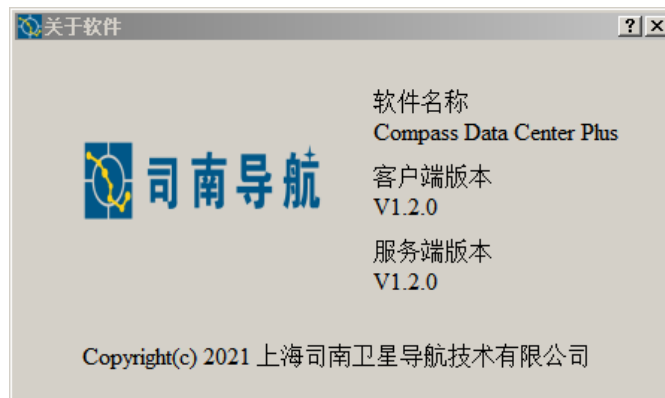 关于软件
软件名称
Compass Data Center Plus
司南导航
客户端版本
V1.2.0
服务端版本
V1.2.0
Copyright(c) 2021 上海司南卫星导航技术有限公司